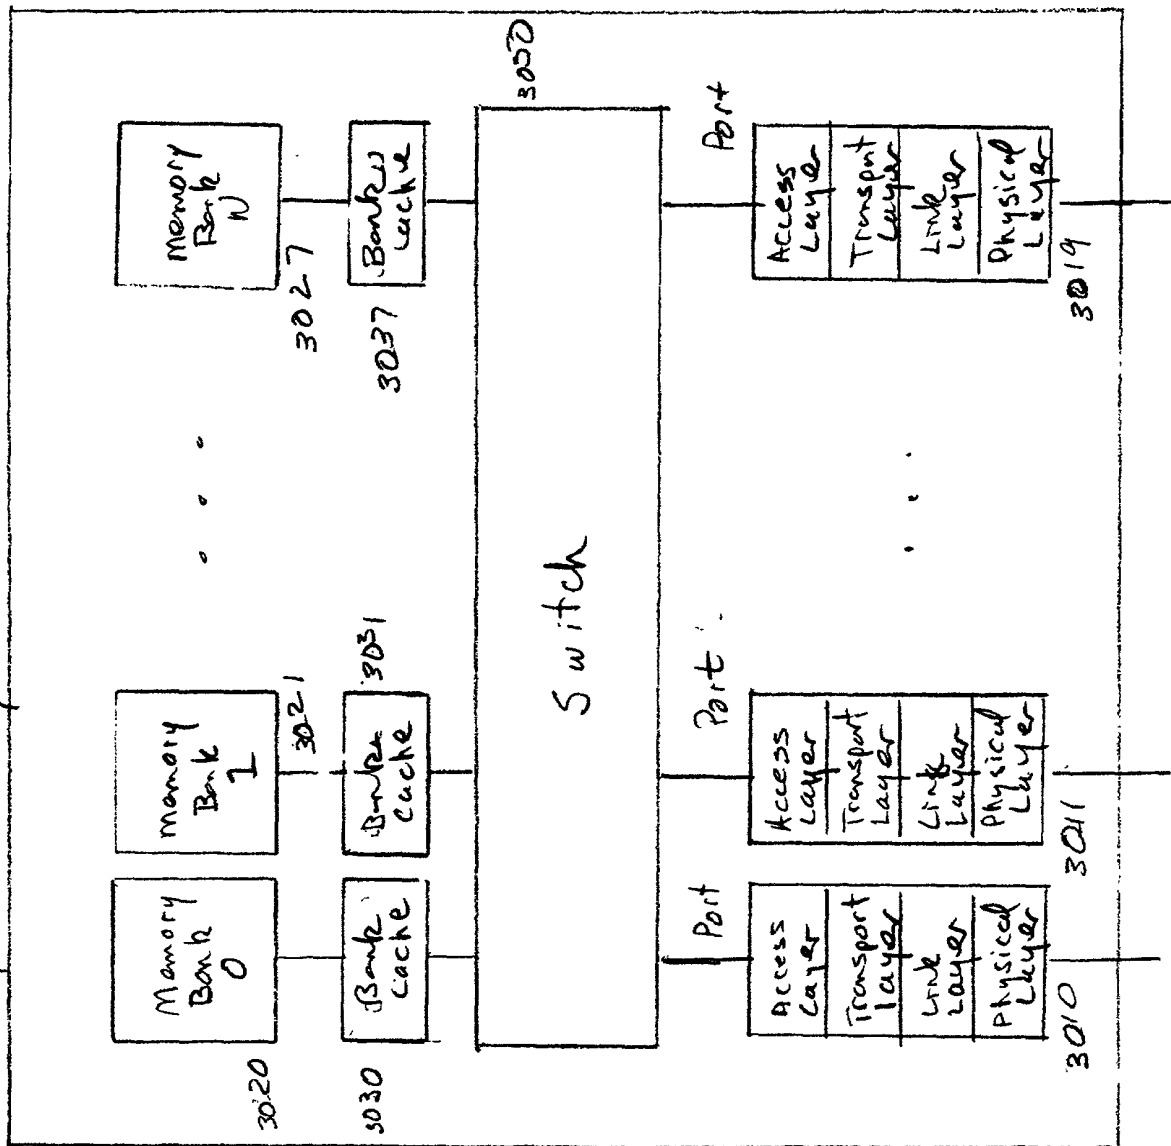 Memory
Bank
0
Memory
Bank
1
Memory
Bank
N
3020
3021
3027
Bank
Cache
Bank
Cache
Bank
Cache
3030
3031
3037
Switch
3050
Port
Port
Port
Access
Layer
Transport
Layer
Link
Layer
Physical
Layer
3010
Access
Layer
Transport
Layer
Link
Layer
Physical
Layer
3011
Access
Layer
Transport
Layer
Link
Layer
Physical
Layer
3019